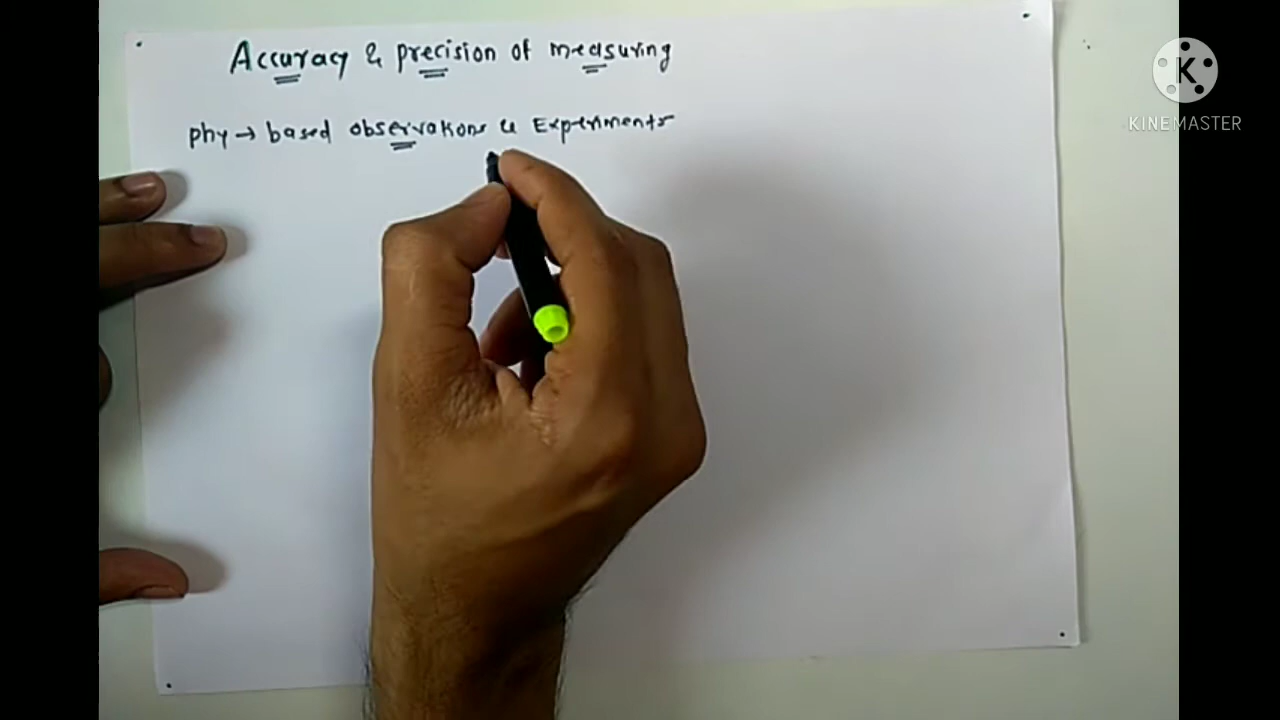 Accuracy & precision of measuring
phy → based observations & Experiments
K
KINEMASTER